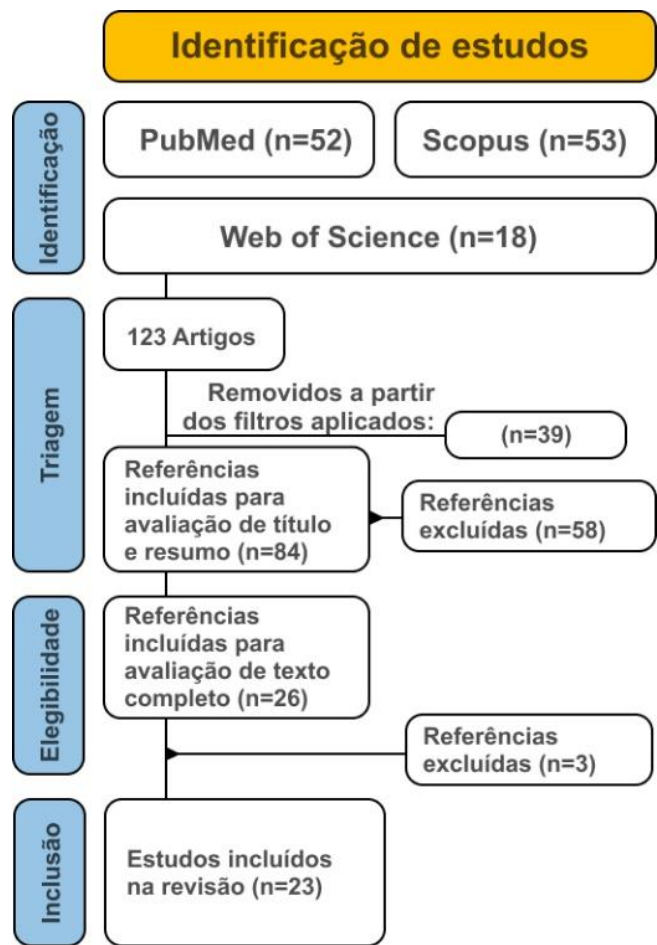 Identificação de estudos
Identificação
PubMed (n=52)
Scopus (n=53)
Web of Science (n=18)
Triagem
123 Artigos
Removidos a partir
dos filtros aplicados:
(n=39)
Referências
incluídas para
avaliação de título
e resumo (n=84)
Referências
excluídas (n=58)
Elegibilidade
Referências
incluídas para
avaliação de texto
completo (n=26)
Referências
excluídas (n=3)
Inclusão
Estudos incluídos
na revisão (n=23)